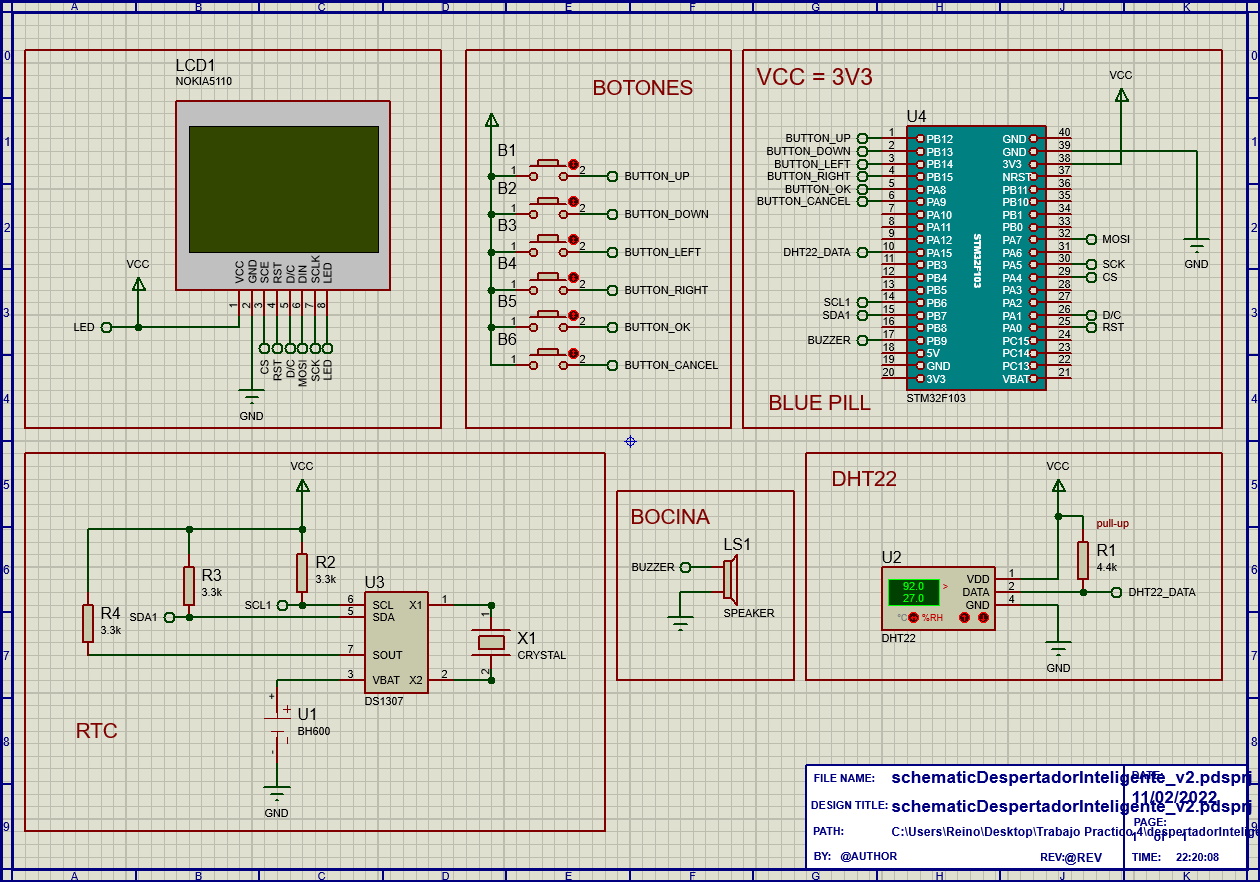 A B C D E F G H J K
0
1
2
3
4
5
6
7
8
9
LCD1
NOKIA5110
VCC
GND
SCE
RST
D/C
DIN
SCLK
LED
1
2
3
4
5
6
7
8
VCC
LED
CS
RST
D/C
MOSI
SCK
LED
GND
BOTONES
B1
1 2 BUTTON_UP
B2
1 2 BUTTON_DOWN
B3
1 2 BUTTON_LEFT
B4
1 2 BUTTON_RIGHT
B5
1 2 BUTTON_OK
B6
1 2 BUTTON_CANCEL
VCC = 3V3
VCC
U4
BUTTON_UP 1 PB12 GND 40
BUTTON_DOWN 2 PB13 GND 39
BUTTON_LEFT 3 PB14 3V3 38
BUTTON_RIGHT 4 PB15 NRST 37
BUTTON_OK 5 PA8 PB11 36
BUTTON_CANCEL 6 PA9 PB10 35
7 PA10 PB1 34
8 PA11 PB0 33
9 PA12 PA7 32 MOSI
DHT22_DATA 10 PA15 PA6 31
11 PB3 PA5 30 SCK
12 PB4 PA4 29 CS
13 PB5 PA3 28
SCL1 14 PB6 PA2 27
SDA1 15 PB7 PA1 26 D/C
16 PB8 PA0 25 RST
BUZZER 17 PB9 PC15 24
18 5V PC14 23
19 GND PC13 22
20 3V3 VBAT 21
STM32F103
GND
BLUE PILL
STM32F103
VCC
R2
3.3k
R3
3.3k
R4
3.3k
SDA1
SCL1
U3
6 SCL X1 1
5 SDA
7 SOUT
3 VBAT X2 2
DS1307
1
X1
CRYSTAL
2
+
+
-
U1
BH600
GND
RTC
BOCINA
LS1
BUZZER
SPEAKER
DHT22
VCC
pull-up
R1
4.4k
U2
92.0
27.0
>
°C %RH
VDD 1
DATA 2
GND 4
DHT22_DATA
DHT22
GND
FILE NAME: schematicDespertadorInteligente_v2.pdsprj
DATE:
11/02/2022
DESIGN TITLE: schematicDespertadorInteligente_v2.pdsprj
PAGE:
1 of 1
PATH: C:\Users\Reino\Desktop\Trabajo Practico 4\despertadorInteligente
BY: @AUTHOR REV:@REV TIME: 22:20:08
A B C D E F G H J K
0
1
2
3
4
5
6
7
8
9